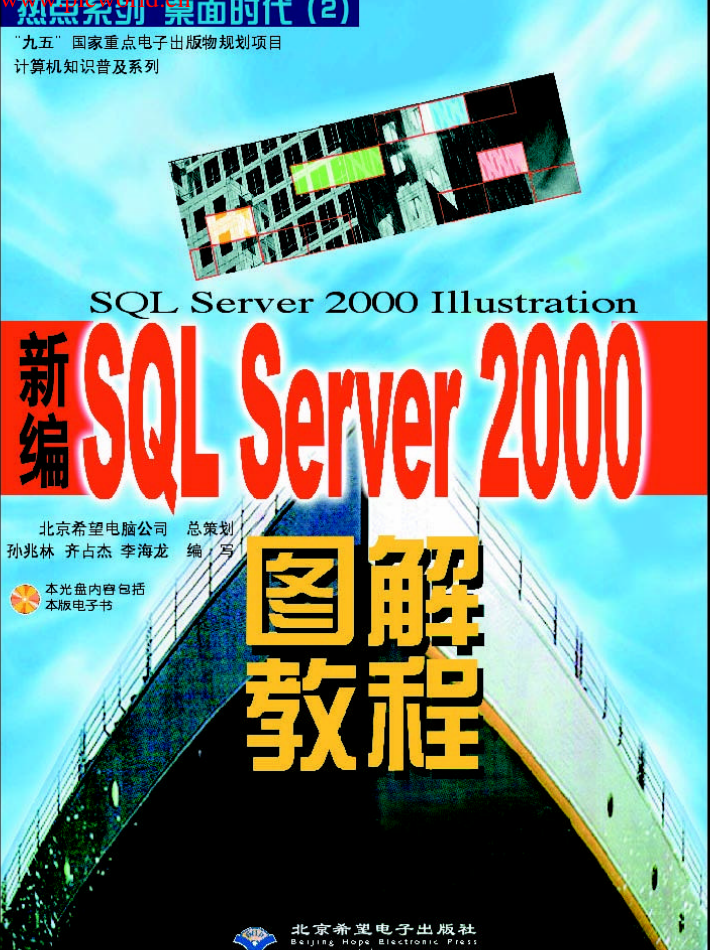 热点系列 桌面时代（2）
"九五"国家重点电子出版物规划项目
计算机知识普及系列
SQL Server 2000 Illustration
新编
SQL Server 2000
北京希望电脑公司 总策划
孙兆林 齐占杰 李海龙 编 写
本光盘内容包括
本版电子书
图解
教程
北京希望电子出版社
Beijing Hope Electronic Press